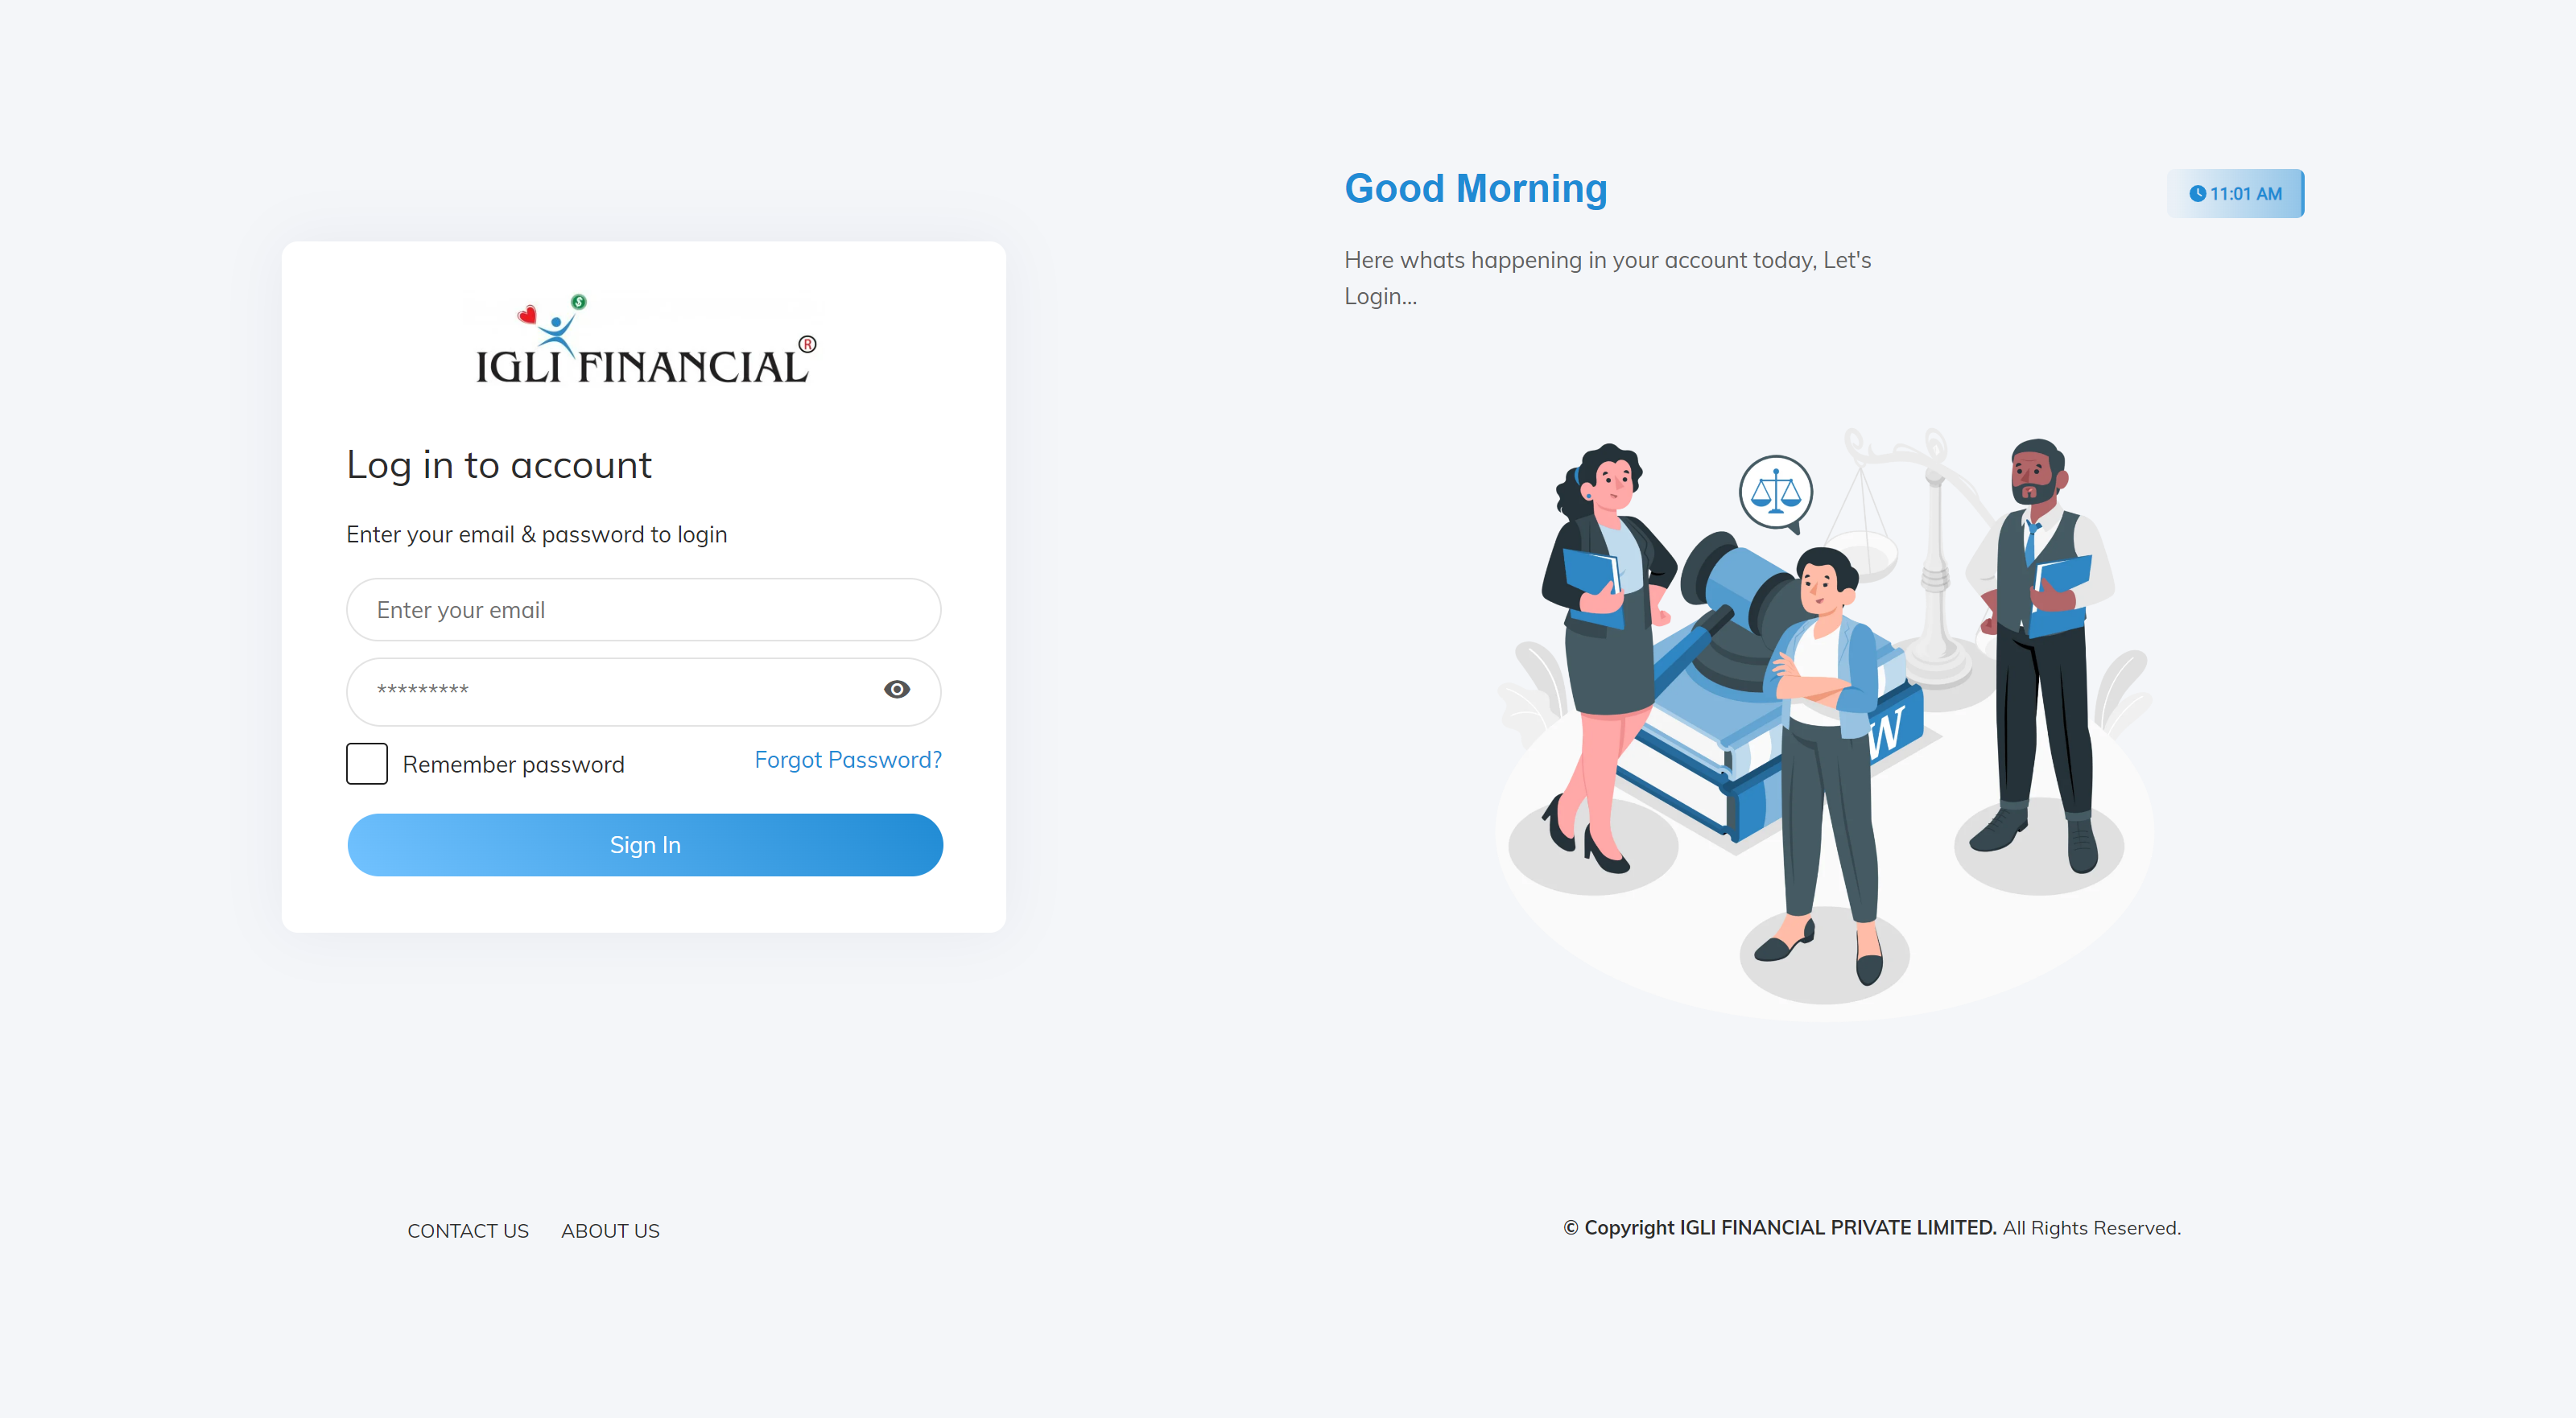 IGLI FINANCIAL®
Log in to account
Enter your email & password to login
Enter your email
*********
Remember password
Forgot Password?
Sign In
CONTACT US
ABOUT US
Good Morning
11:01 AM
Here whats happening in your account today, Let's
Login...
W
© Copyright IGLI FINANCIAL PRIVATE LIMITED. All Rights Reserved.